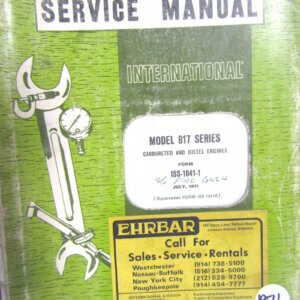 SERVICE MANUAL
INTERNATIONAL
MODEL 817 SERIES
CARBURETED AND DIESEL ENGINES
FORM
ISS-1041-1
JULY, 1971
EHRBAR
Call For
Sales • Service • Rentals
Westchester (914) 738-5100
Nassau-Suffolk (516) 334-5000
New York City (212) 828-9700
Poughkeepsie (914) 454-7777